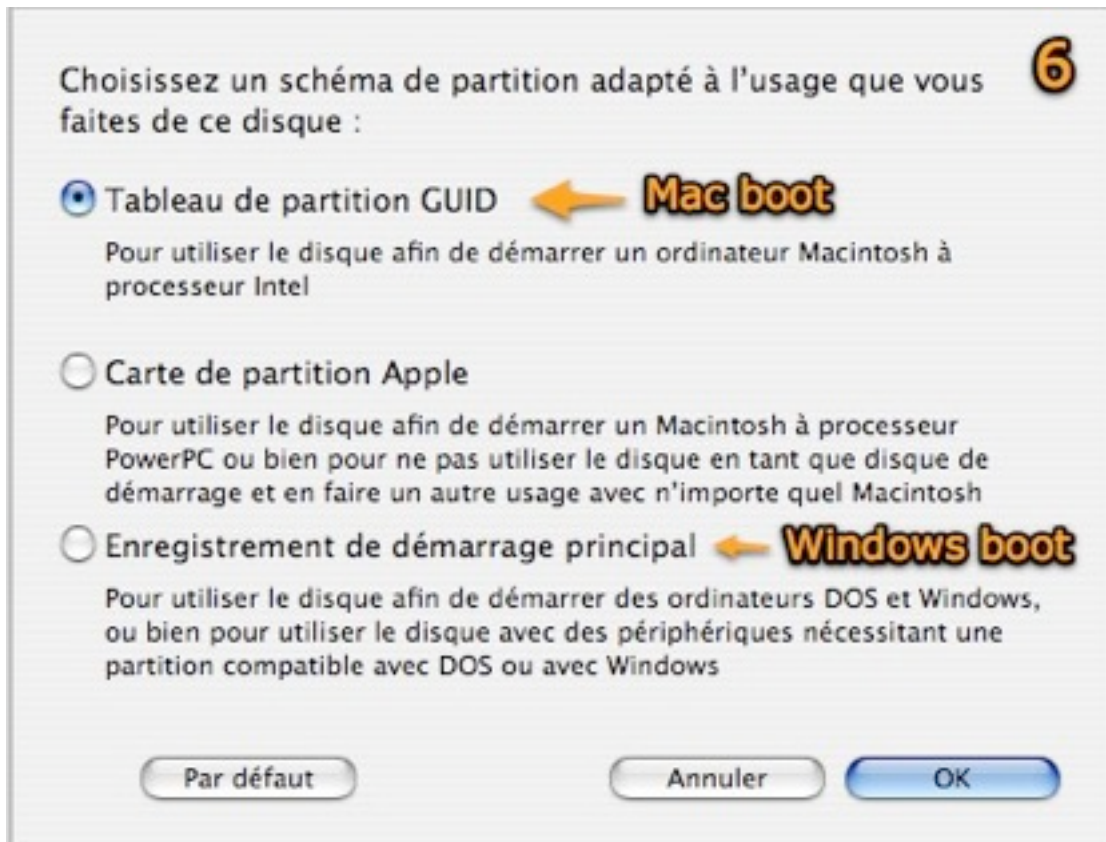 6
Choisissez un schéma de partition adapté à l'usage que vous
faites de ce disque :
Tableau de partition GUID
Mac boot
Pour utiliser le disque afin de démarrer un ordinateur Macintosh à
processeur Intel
Carte de partition Apple
Pour utiliser le disque afin de démarrer un Macintosh à processeur
PowerPC ou bien pour ne pas utiliser le disque en tant que disque de
démarrage et en faire un autre usage avec n'importe quel Macintosh
Enregistrement de démarrage principal
Windows boot
Pour utiliser le disque afin de démarrer des ordinateurs DOS et Windows,
ou bien pour utiliser le disque avec des périphériques nécessitant une
partition compatible avec DOS ou avec Windows
Par défaut
Annuler
OK